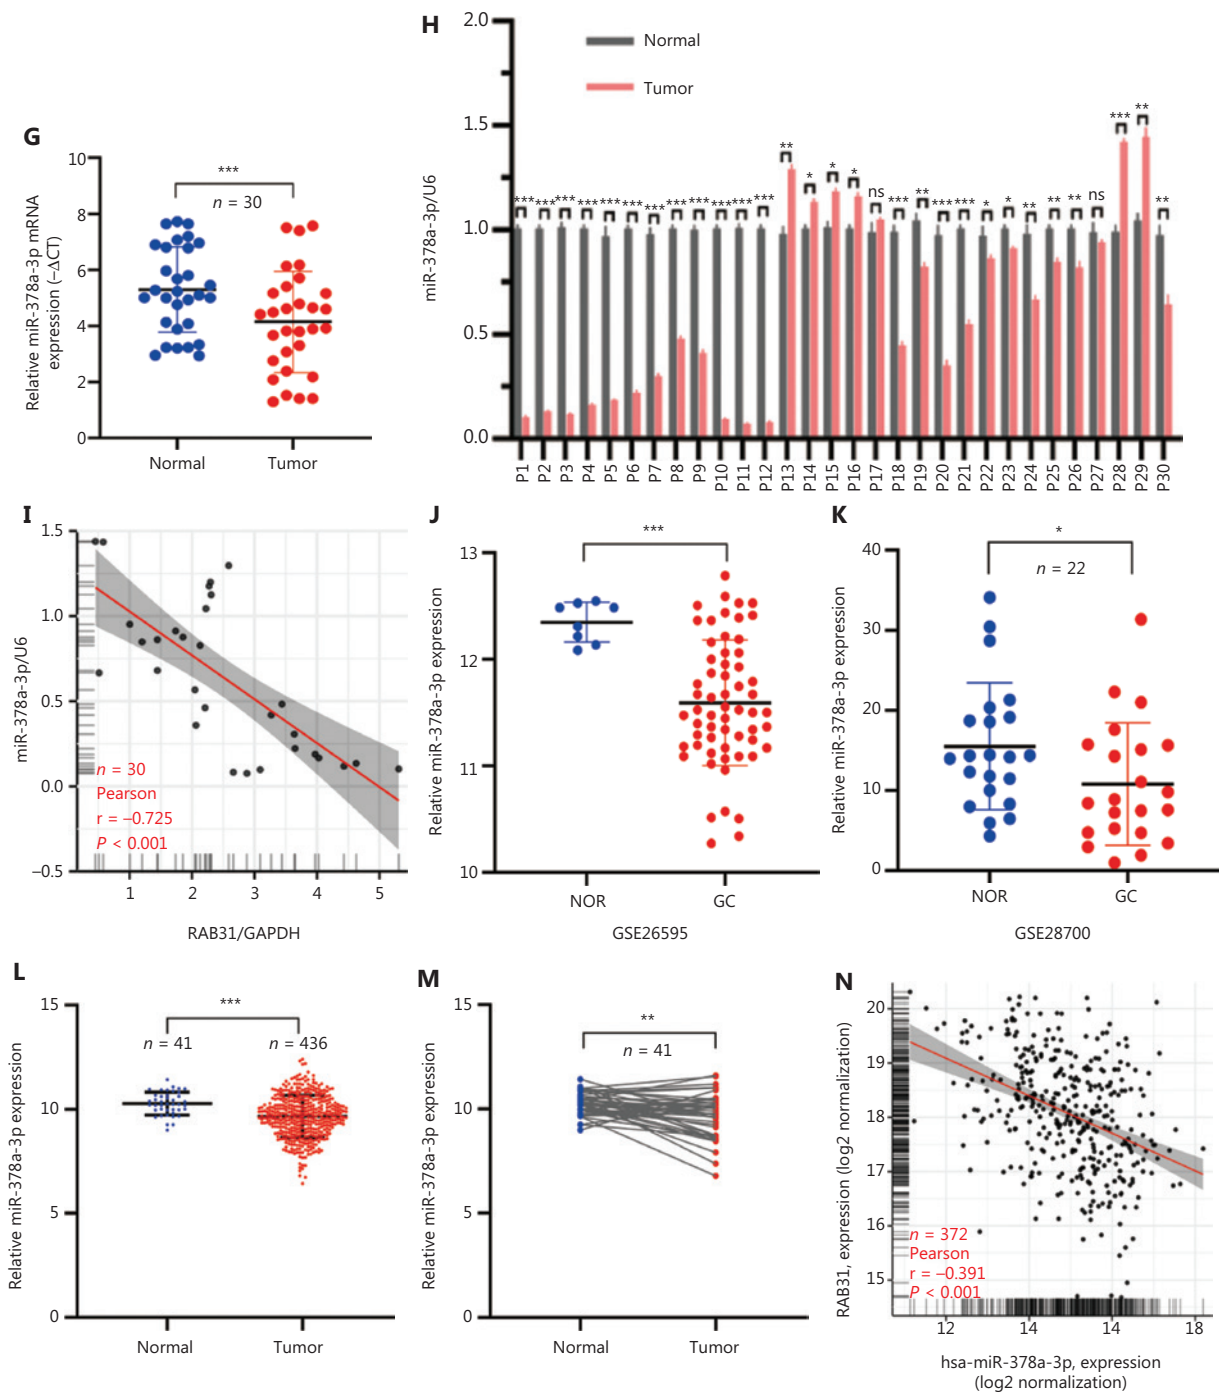 G
Relative miR-378a-3p mRNA
expression (−ΔCT)
10
8
6
4
2
0
***
n = 30
Normal
Tumor
H
miR-378a-3p/U6
2.0
1.5
1.0
0.5
0.0
Normal
Tumor
*** *** *** *** *** *** *** *** *** *** *** *** ** * * * ns *** ** *** *** * * ** ** ** ns *** ** **
P1 P2 P3 P4 P5 P6 P7 P8 P9 P10 P11 P12 P13 P14 P15 P16 P17 P18 P19 P20 P21 P22 P23 P24 P25 P26 P27 P28 P29 P30
I
miR-378a-3p/U6
1.5
1.0
0.5
0.0
−0.5
n = 30
Pearson
r = −0.725
P < 0.001
1 2 3 4 5
RAB31/GAPDH
J
Relative miR-378a-3p expression
13
12
11
10
***
NOR
GC
GSE26595
K
Relative miR-378a-3p expression
40
30
20
10
0
*
n = 22
NOR
GC
GSE28700
L
Relative miR-378a-3p expression
15
10
5
0
***
n = 41
n = 436
Normal
Tumor
M
Relative miR-378a-3p expression
15
10
5
0
**
n = 41
Normal
Tumor
N
RAB31, expression (log2 normalization)
20
19
18
17
16
15
n = 372
Pearson
r = −0.391
P < 0.001
12 14 14 18
hsa-miR-378a-3p, expression
(log2 normalization)